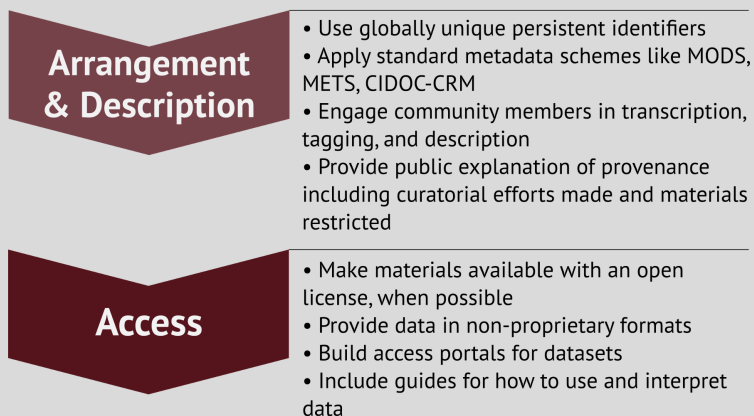 Arrangement
& Description
• Use globally unique persistent identifiers
• Apply standard metadata schemes like MODS,
METS, CIDOC-CRM
• Engage community members in transcription,
tagging, and description
• Provide public explanation of provenance
including curatorial efforts made and materials
restricted
Access
• Make materials available with an open
license, when possible
• Provide data in non-proprietary formats
• Build access portals for datasets
• Include guides for how to use and interpret
data